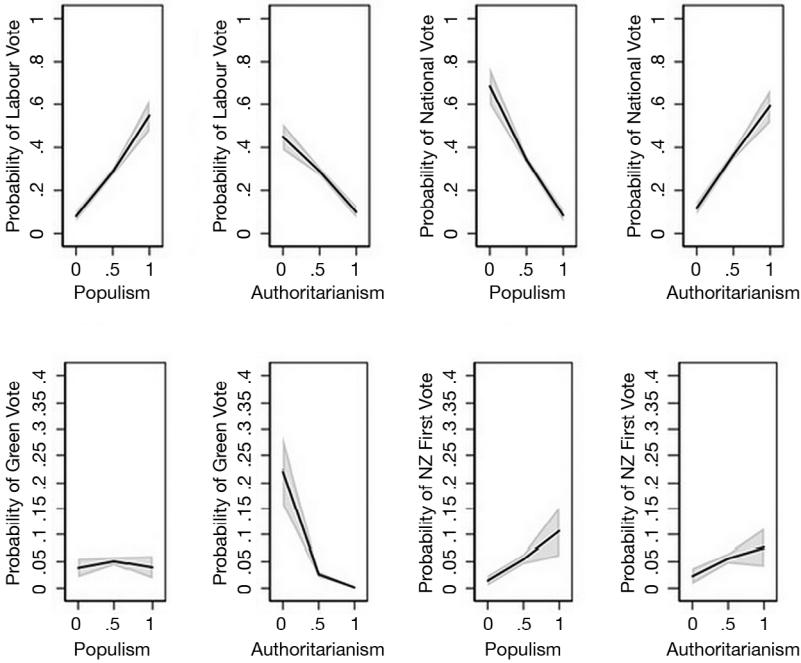 Probability of Labour Vote
1
.8
.6
.4
.2
0
0 .5 1
Populism
Probability of Labour Vote
1
.8
.6
.4
.2
0
0 .5 1
Authoritarianism
Probability of National Vote
1
.8
.6
.4
.2
0
0 .5 1
Populism
Probability of National Vote
1
.8
.6
.4
.2
0
0 .5 1
Authoritarianism
Probability of Green Vote
.4
.35
.3
.25
.15
.1
.05
0
0 .5 1
Populism
Probability of Green Vote
.4
.35
.3
.25
.15
.1
.05
0
0 .5 1
Authoritarianism
Probability of NZ First Vote
.4
.35
.3
.25
.15
.1
.05
0
0 .5 1
Populism
Probability of NZ First Vote
.4
.35
.3
.25
.15
.1
.05
0
0 .5 1
Authoritarianism